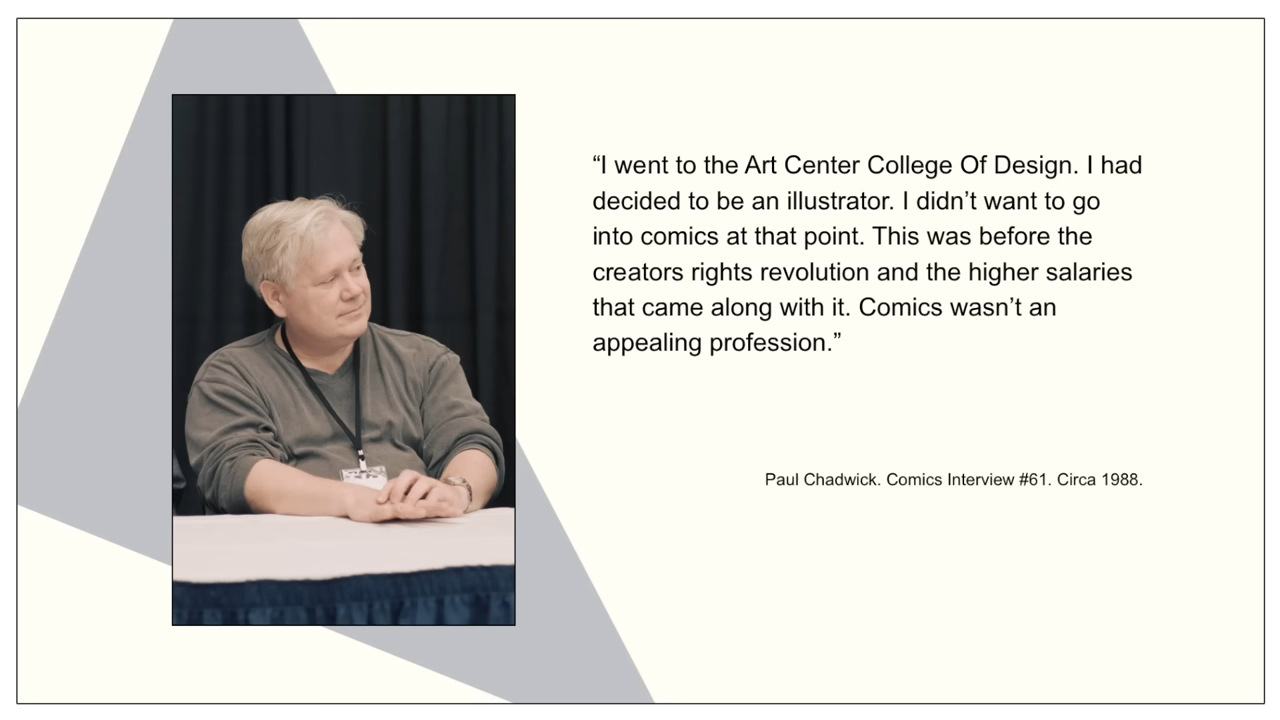 “I went to the Art Center College Of Design. I had
decided to be an illustrator. I didn’t want to go
into comics at that point. This was before the
creators rights revolution and the higher salaries
that came along with it. Comics wasn’t an
appealing profession.”
Paul Chadwick. Comics Interview #61. Circa 1988.